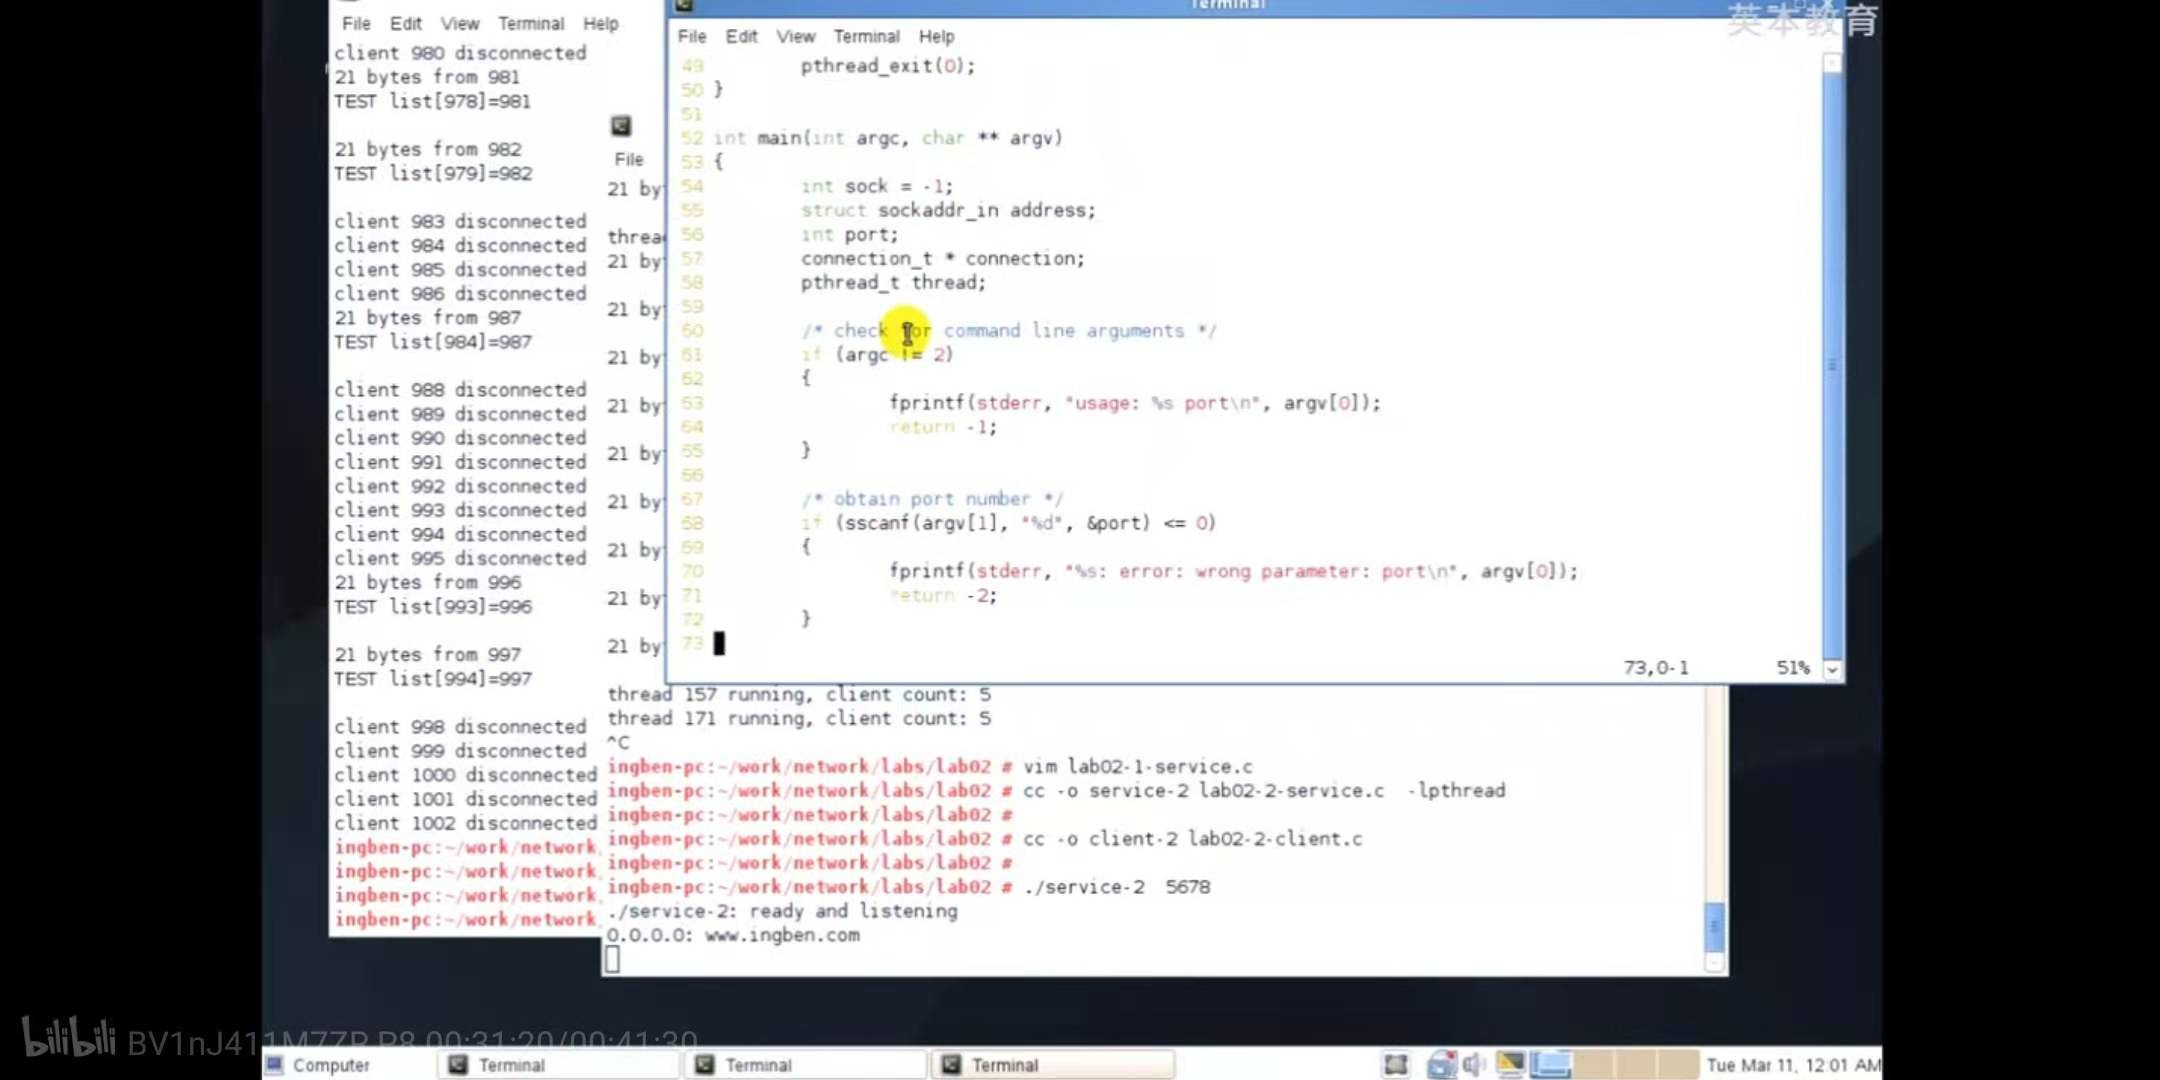 File Edit View Terminal Help
client 980 disconnected
21 bytes from 981
TEST list[978]=981
21 bytes from 982
TEST list[979]=982
client 983 disconnected
client 984 disconnected
client 985 disconnected
client 986 disconnected
21 bytes from 987
TEST list[984]=987
client 988 disconnected
client 989 disconnected
client 990 disconnected
client 991 disconnected
client 992 disconnected
client 993 disconnected
client 994 disconnected
client 995 disconnected
21 bytes from 996
TEST list[993]=996
21 bytes from 997
TEST list[994]=997
client 998 disconnected
client 999 disconnected
client 1000 disconnected
client 1001 disconnected
client 1002 disconnected
ingben-pc:~/work/network
ingben-pc:~/work/network
ingben-pc:~/work/network
ingben-pc:~/work/network
File
21 by
threa
21 by
21 by
21 by
21 by
21 by
21 by
21 by
21 by
21 by
Terminal
英本教育
File Edit View Terminal Help
49 pthread_exit(0);
50 }
51
52 int main(int argc, char ** argv)
53 {
54 int sock = -1;
55 struct sockaddr_in address;
56 int port;
57 connection_t * connection;
58 pthread_t thread;
59
60 /* check for command line arguments */
61 if (argc != 2)
62 {
63 fprintf(stderr, "usage: %s port\n", argv[0]);
64 return -1;
65 }
66
67 /* obtain port number */
68 if (sscanf(argv[1], "%d", &port) <= 0)
69 {
70 fprintf(stderr, "%s: error: wrong parameter: port\n", argv[0]);
71 return -2;
72 }
73
73,0-1 51%
thread 157 running, client count: 5
thread 171 running, client count: 5
^C
ingben-pc:~/work/network/labs/lab02 # vim lab02-1-service.c
ingben-pc:~/work/network/labs/lab02 # cc -o service-2 lab02-2-service.c -lpthread
ingben-pc:~/work/network/labs/lab02 #
ingben-pc:~/work/network/labs/lab02 # cc -o client-2 lab02-2-client.c
ingben-pc:~/work/network/labs/lab02 #
ingben-pc:~/work/network/labs/lab02 # ./service-2 5678
./service-2: ready and listening
0.0.0.0: www.ingben.com
bilibili BV1nJ411M7ZP P8 00:31:20/00:41:30
Computer Terminal Terminal Terminal Tue Mar 11, 12:01 AM